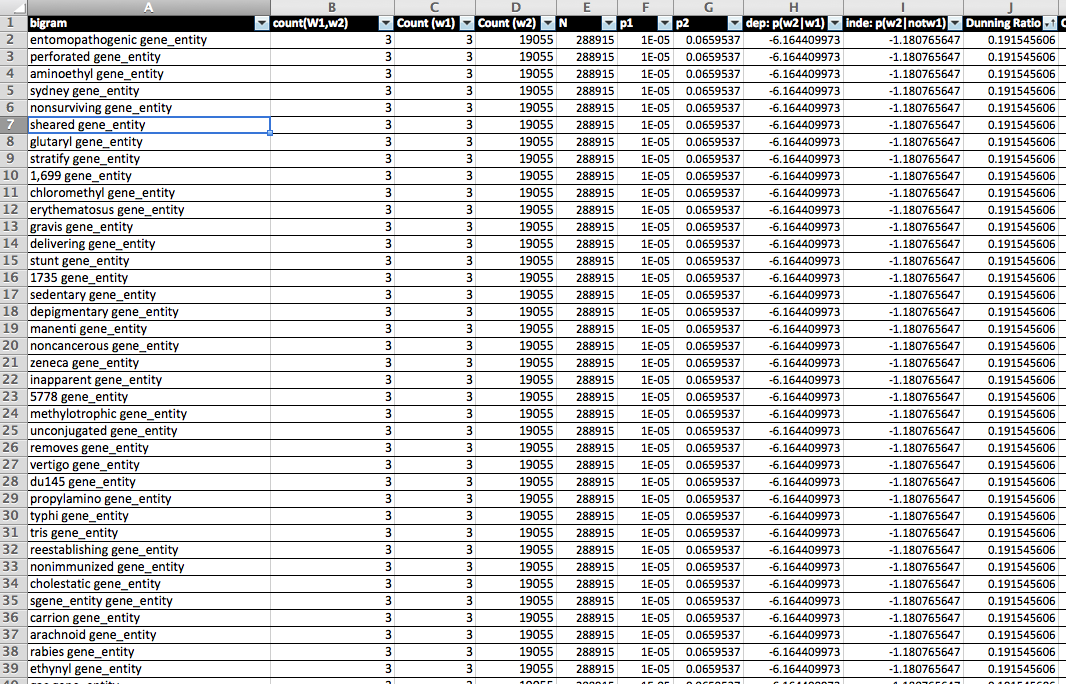 A B C D E F G H I J
1 bigram count(W1,w2) Count (w1) Count (w2) N p1 p2 dep: p(w2|w1) inde: p(w2|notw1) Dunning Ratio
2 entomopathogenic gene_entity 3 3 19055 288915 1E-05 0.0659537 -6.164409973 -1.180765647 0.191545606
3 perforated gene_entity 3 3 19055 288915 1E-05 0.0659537 -6.164409973 -1.180765647 0.191545606
4 aminoethyl gene_entity 3 3 19055 288915 1E-05 0.0659537 -6.164409973 -1.180765647 0.191545606
5 sydney gene_entity 3 3 19055 288915 1E-05 0.0659537 -6.164409973 -1.180765647 0.191545606
6 nonsurviving gene_entity 3 3 19055 288915 1E-05 0.0659537 -6.164409973 -1.180765647 0.191545606
7 sheared gene_entity 3 3 19055 288915 1E-05 0.0659537 -6.164409973 -1.180765647 0.191545606
8 glutaryl gene_entity 3 3 19055 288915 1E-05 0.0659537 -6.164409973 -1.180765647 0.191545606
9 stratify gene_entity 3 3 19055 288915 1E-05 0.0659537 -6.164409973 -1.180765647 0.191545606
10 1,699 gene_entity 3 3 19055 288915 1E-05 0.0659537 -6.164409973 -1.180765647 0.191545606
11 chloromethyl gene_entity 3 3 19055 288915 1E-05 0.0659537 -6.164409973 -1.180765647 0.191545606
12 erythematosus gene_entity 3 3 19055 288915 1E-05 0.0659537 -6.164409973 -1.180765647 0.191545606
13 gravis gene_entity 3 3 19055 288915 1E-05 0.0659537 -6.164409973 -1.180765647 0.191545606
14 delivering gene_entity 3 3 19055 288915 1E-05 0.0659537 -6.164409973 -1.180765647 0.191545606
15 stunt gene_entity 3 3 19055 288915 1E-05 0.0659537 -6.164409973 -1.180765647 0.191545606
16 1735 gene_entity 3 3 19055 288915 1E-05 0.0659537 -6.164409973 -1.180765647 0.191545606
17 sedentary gene_entity 3 3 19055 288915 1E-05 0.0659537 -6.164409973 -1.180765647 0.191545606
18 depigmentary gene_entity 3 3 19055 288915 1E-05 0.0659537 -6.164409973 -1.180765647 0.191545606
19 manenti gene_entity 3 3 19055 288915 1E-05 0.0659537 -6.164409973 -1.180765647 0.191545606
20 noncancerous gene_entity 3 3 19055 288915 1E-05 0.0659537 -6.164409973 -1.180765647 0.191545606
21 zeneca gene_entity 3 3 19055 288915 1E-05 0.0659537 -6.164409973 -1.180765647 0.191545606
22 inapparent gene_entity 3 3 19055 288915 1E-05 0.0659537 -6.164409973 -1.180765647 0.191545606
23 5778 gene_entity 3 3 19055 288915 1E-05 0.0659537 -6.164409973 -1.180765647 0.191545606
24 methylotrophic gene_entity 3 3 19055 288915 1E-05 0.0659537 -6.164409973 -1.180765647 0.191545606
25 unconjugated gene_entity 3 3 19055 288915 1E-05 0.0659537 -6.164409973 -1.180765647 0.191545606
26 removes gene_entity 3 3 19055 288915 1E-05 0.0659537 -6.164409973 -1.180765647 0.191545606
27 vertigo gene_entity 3 3 19055 288915 1E-05 0.0659537 -6.164409973 -1.180765647 0.191545606
28 du145 gene_entity 3 3 19055 288915 1E-05 0.0659537 -6.164409973 -1.180765647 0.191545606
29 propylamino gene_entity 3 3 19055 288915 1E-05 0.0659537 -6.164409973 -1.180765647 0.191545606
30 typhi gene_entity 3 3 19055 288915 1E-05 0.0659537 -6.164409973 -1.180765647 0.191545606
31 tris gene_entity 3 3 19055 288915 1E-05 0.0659537 -6.164409973 -1.180765647 0.191545606
32 reestablishing gene_entity 3 3 19055 288915 1E-05 0.0659537 -6.164409973 -1.180765647 0.191545606
33 nonimmunized gene_entity 3 3 19055 288915 1E-05 0.0659537 -6.164409973 -1.180765647 0.191545606
34 cholestatic gene_entity 3 3 19055 288915 1E-05 0.0659537 -6.164409973 -1.180765647 0.191545606
35 sgene_entity gene_entity 3 3 19055 288915 1E-05 0.0659537 -6.164409973 -1.180765647 0.191545606
36 carrion gene_entity 3 3 19055 288915 1E-05 0.0659537 -6.164409973 -1.180765647 0.191545606
37 arachnoid gene_entity 3 3 19055 288915 1E-05 0.0659537 -6.164409973 -1.180765647 0.191545606
38 rabies gene_entity 3 3 19055 288915 1E-05 0.0659537 -6.164409973 -1.180765647 0.191545606
39 ethynyl gene_entity 3 3 19055 288915 1E-05 0.0659537 -6.164409973 -1.180765647 0.191545606